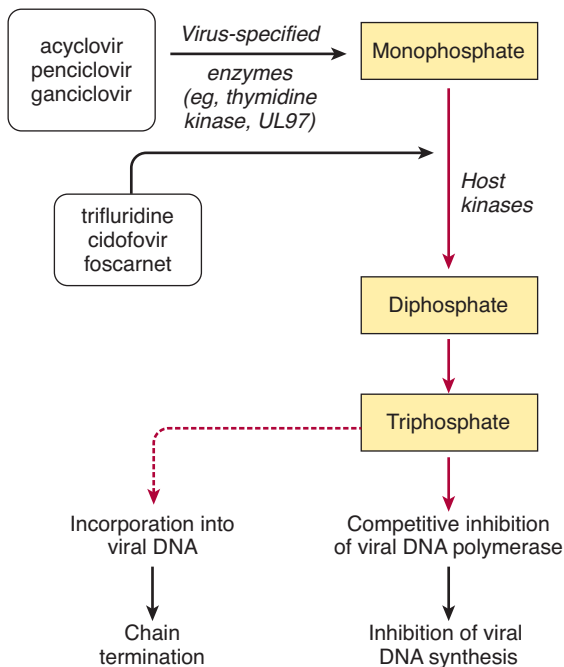 acyclovir
penciclovir
ganciclovir
Virus-specified
enzymes
(eg, thymidine
kinase, UL97)
Monophosphate
trifluridine
cidofovir
foscarnet
Host
kinases
Diphosphate
Triphosphate
Incorporation into
viral DNA
Competitive inhibition
of viral DNA polymerase
Chain
termination
Inhibition of viral
DNA synthesis